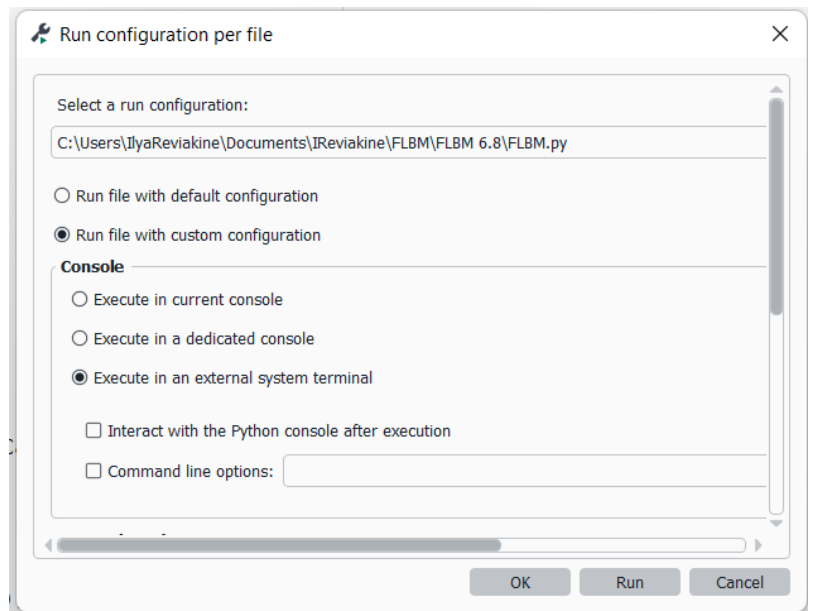 Run configuration per file
Select a run configuration:
C:\Users\IlyaReviakine\Documents\IReviakine\FLBM\FLBM 6.8\FLBM.py
Run file with default configuration
Run file with custom configuration
Console
Execute in current console
Execute in a dedicated console
Execute in an external system terminal
Interact with the Python console after execution
Command line options:
OK Run Cancel